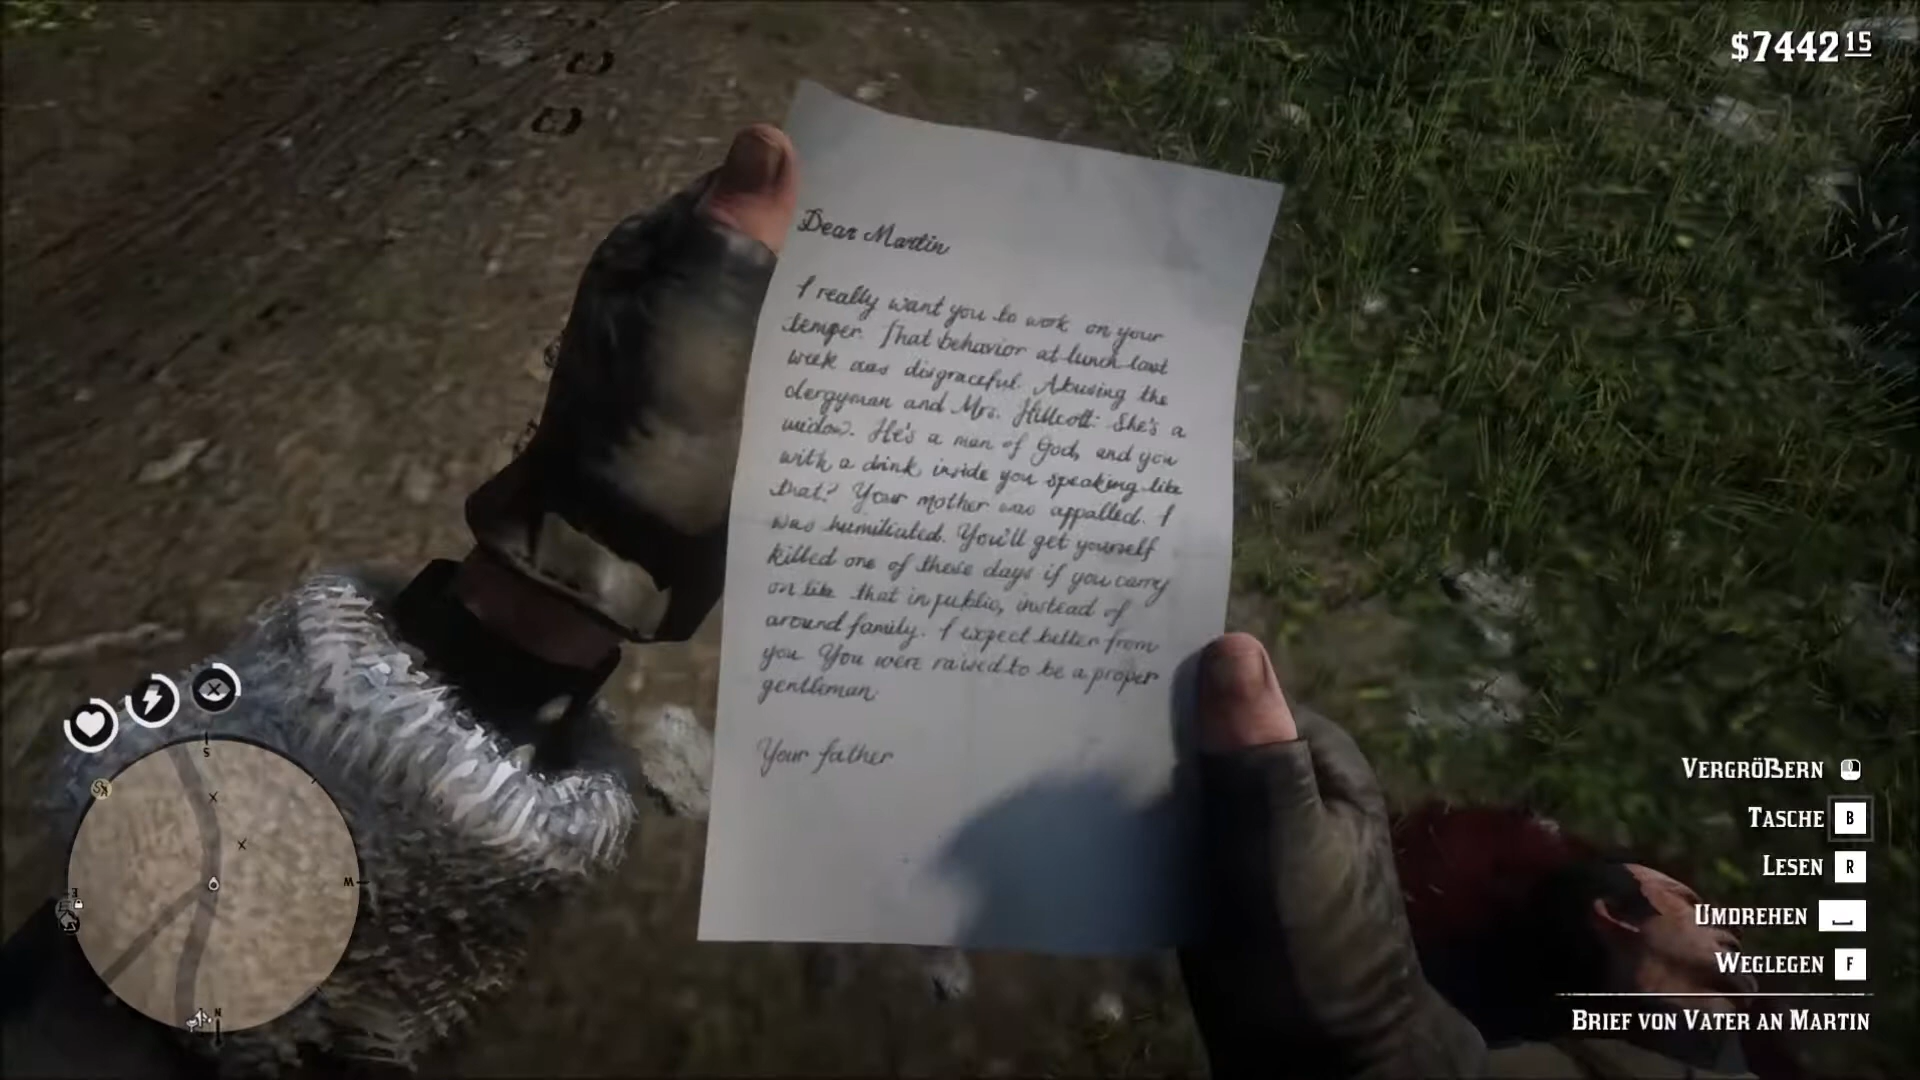 $7442 15
Dear Martin
I really want you to work on your
temper. That behavior at lunch last
week was disgraceful. Abusing the
clergyman and Mrs. Hillcott. She's a
widow. He's a man of God, and you
with a drink inside you speaking like
that? Your mother was appalled. I
was humiliated. You'll get yourself
killed one of these days if you carry
on like that in public, instead of
around family. I expect better from
you. You were raised to be a proper
gentleman.
Your father
S
W
E
N
Vergrößern
Tasche B
Lesen R
Umdrehen
Weglegen F
Brief von Vater an Martin